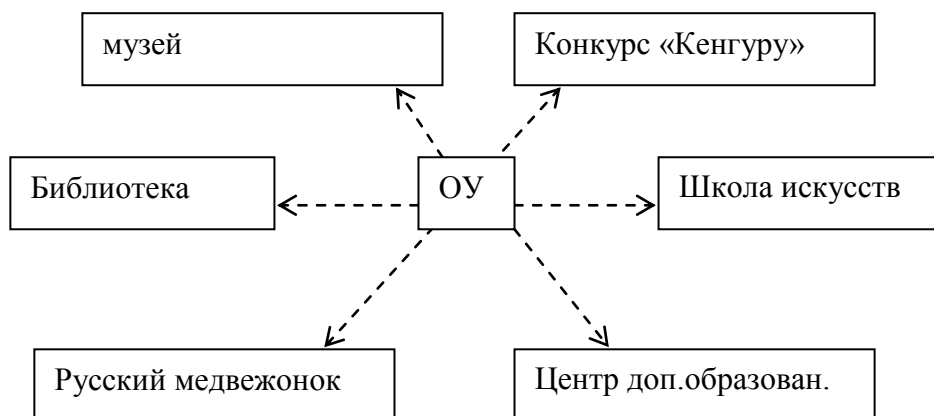 музей
Конкурс «Кенгуру»
Библиотека
ОУ
Школа искусств
Русский медвежонок
Центр доп.образован.